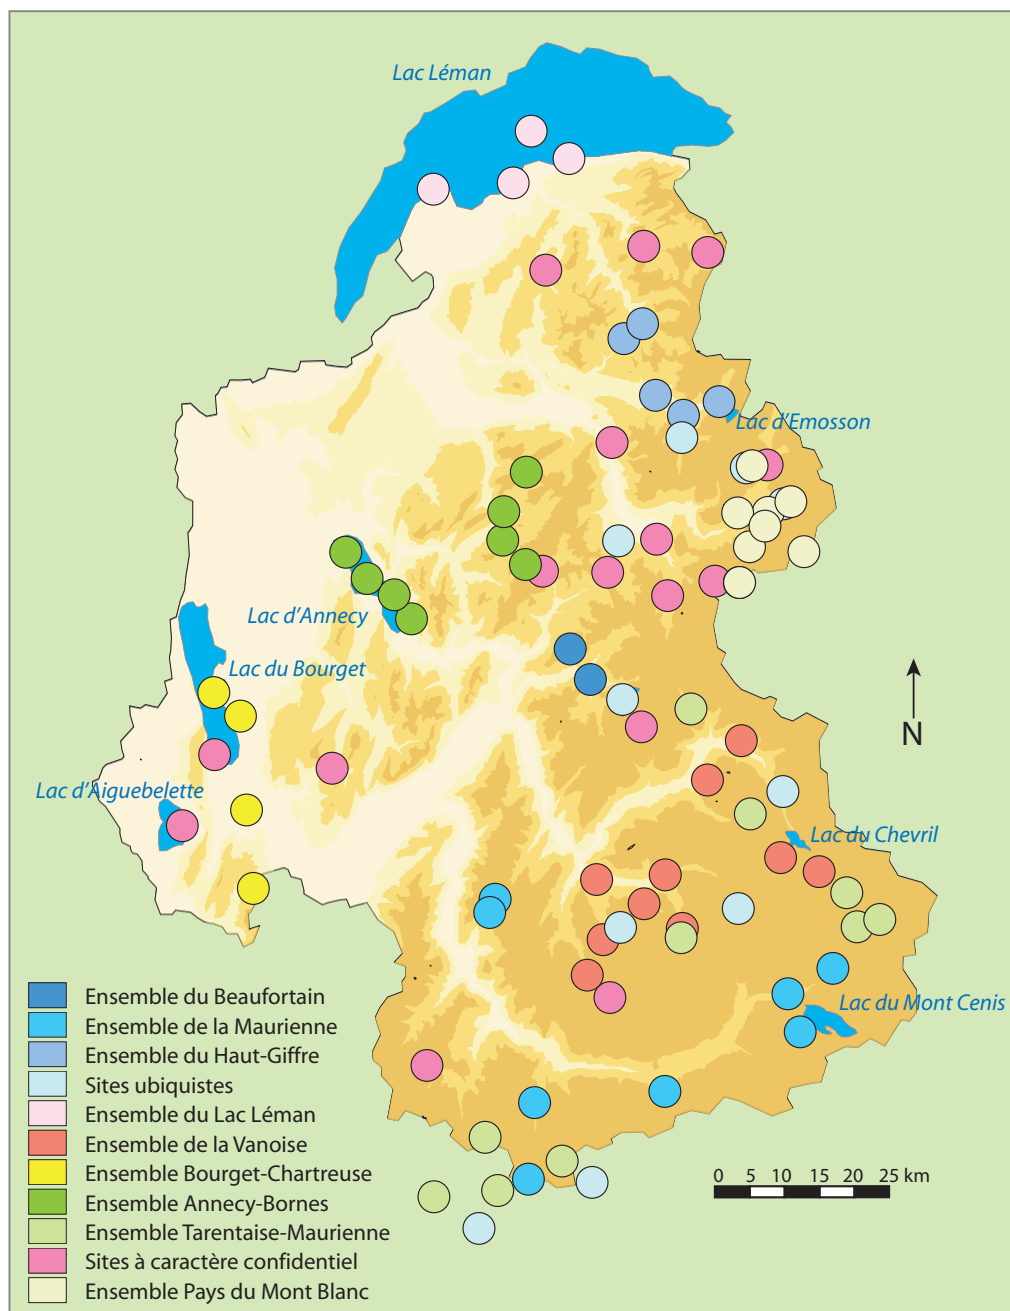 Lac Léman
Lac d'Emosson
Lac d'Annecy
Lac du Bourget
N
Lac d'Aiguebelette
Lac du Chevril
Lac du Mont Cenis
Ensemble du Beaufortain
Ensemble de la Maurienne
Ensemble du Haut-Giffre
Sites ubiquistes
Ensemble du Lac Léman
Ensemble de la Vanoise
Ensemble Bourget-Chartreuse
Ensemble Annecy-Bornes
Ensemble Tarentaise-Maurienne
Sites à caractère confidentiel
Ensemble Pays du Mont Blanc
0 5 10 15 20 25 km